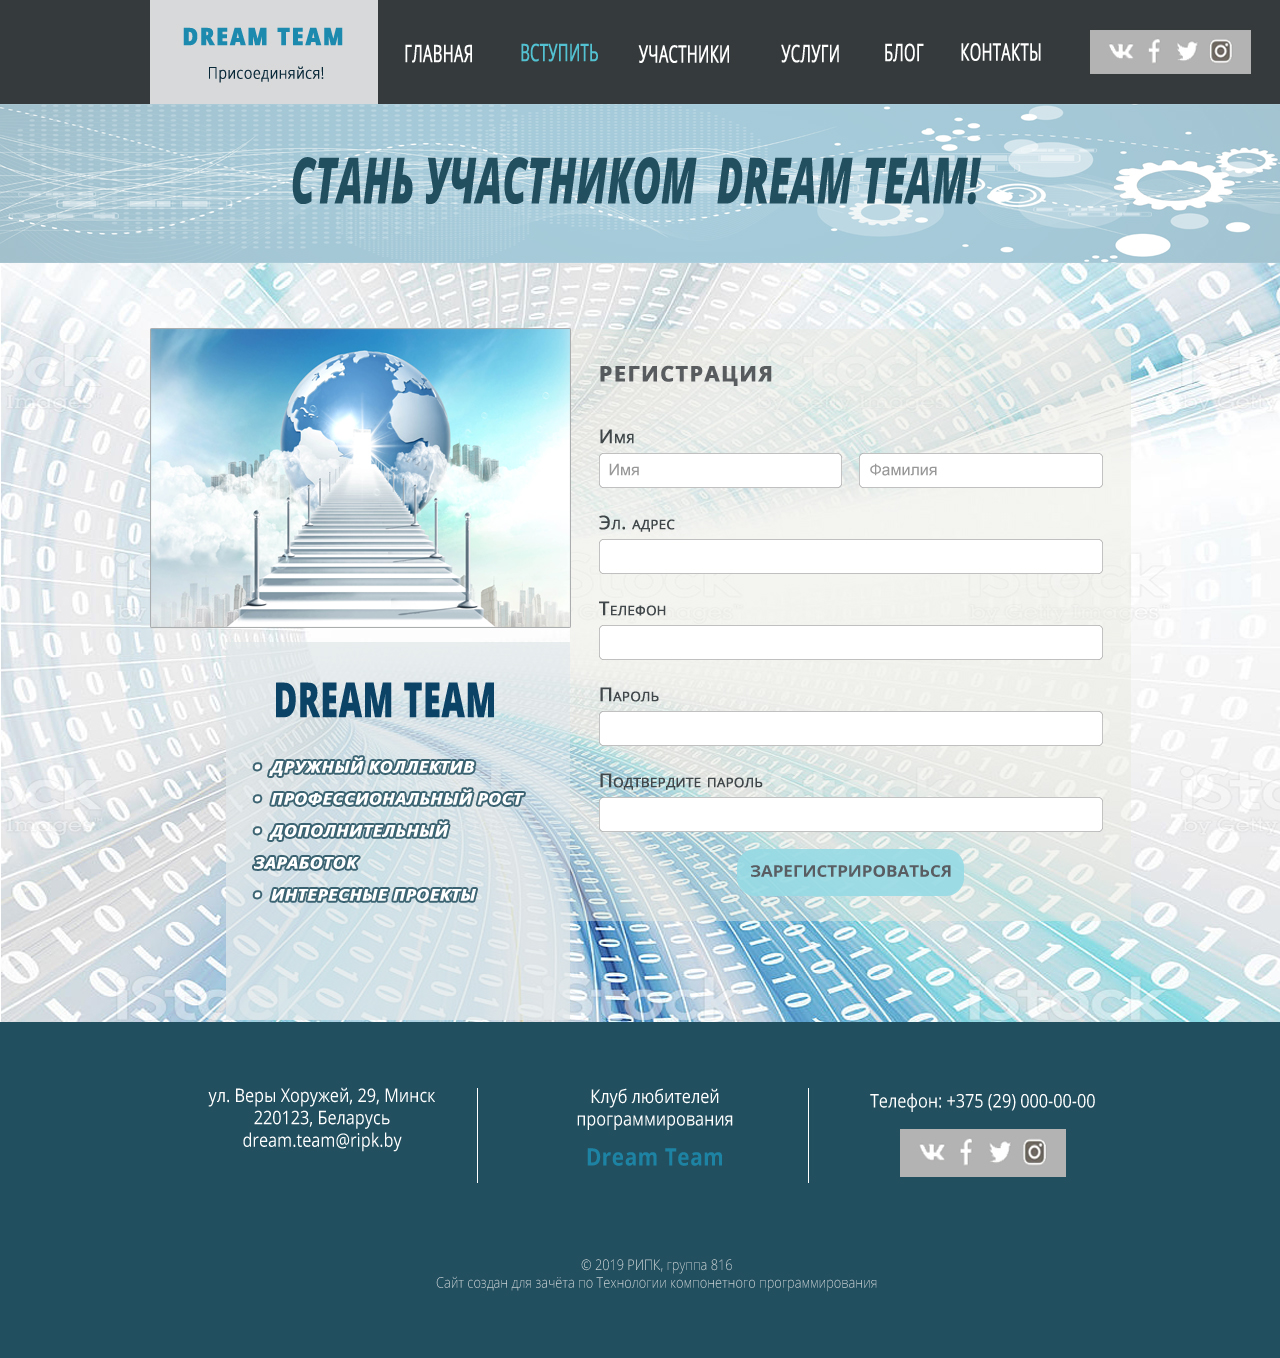 DREAM TEAM
Присоединяйся!
ГЛАВНАЯ
ВСТУПИТЬ
УЧАСТНИКИ
УСЛУГИ
БЛОГ
КОНТАКТЫ
СТАНЬ УЧАСТНИКОМ DREAM TEAM!
РЕГИСТРАЦИЯ
Имя
Имя
Фамилия
Эл. адрес
Телефон
Пароль
Подтвердите пароль
ЗАРЕГИСТРИРОВАТЬСЯ
DREAM TEAM
• ДРУЖНЫЙ КОЛЛЕКТИВ
• ПРОФЕССИОНАЛЬНЫЙ РОСТ
• ДОПОЛНИТЕЛЬНЫЙ
ЗАРАБОТОК
• ИНТЕРЕСНЫЕ ПРОЕКТЫ
iStock
iStock
iStock
ул. Веры Хоружей, 29, Минск
220123, Беларусь
dream.team@ripk.by
Клуб любителей
программирования
Dream Team
Телефон: +375 (29) 000-00-00
© 2019 РИПК, группа 816
Сайт создан для зачёта по Технологии компонетного программирования